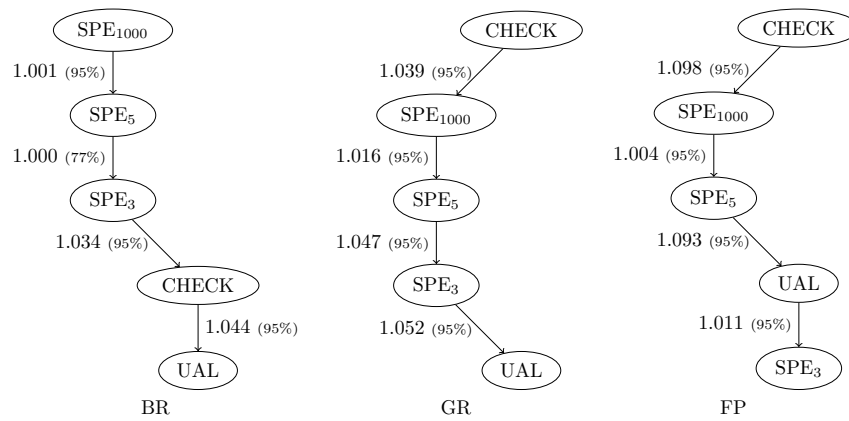 SPE1000
1.001 (95%)
SPE5
1.000 (77%)
SPE3
1.034 (95%)
CHECK
1.044 (95%)
UAL
BR
CHECK
1.039 (95%)
SPE1000
1.016 (95%)
SPE5
1.047 (95%)
SPE3
1.052 (95%)
UAL
GR
CHECK
1.098 (95%)
SPE1000
1.004 (95%)
SPE5
1.093 (95%)
UAL
1.011 (95%)
SPE3
FP